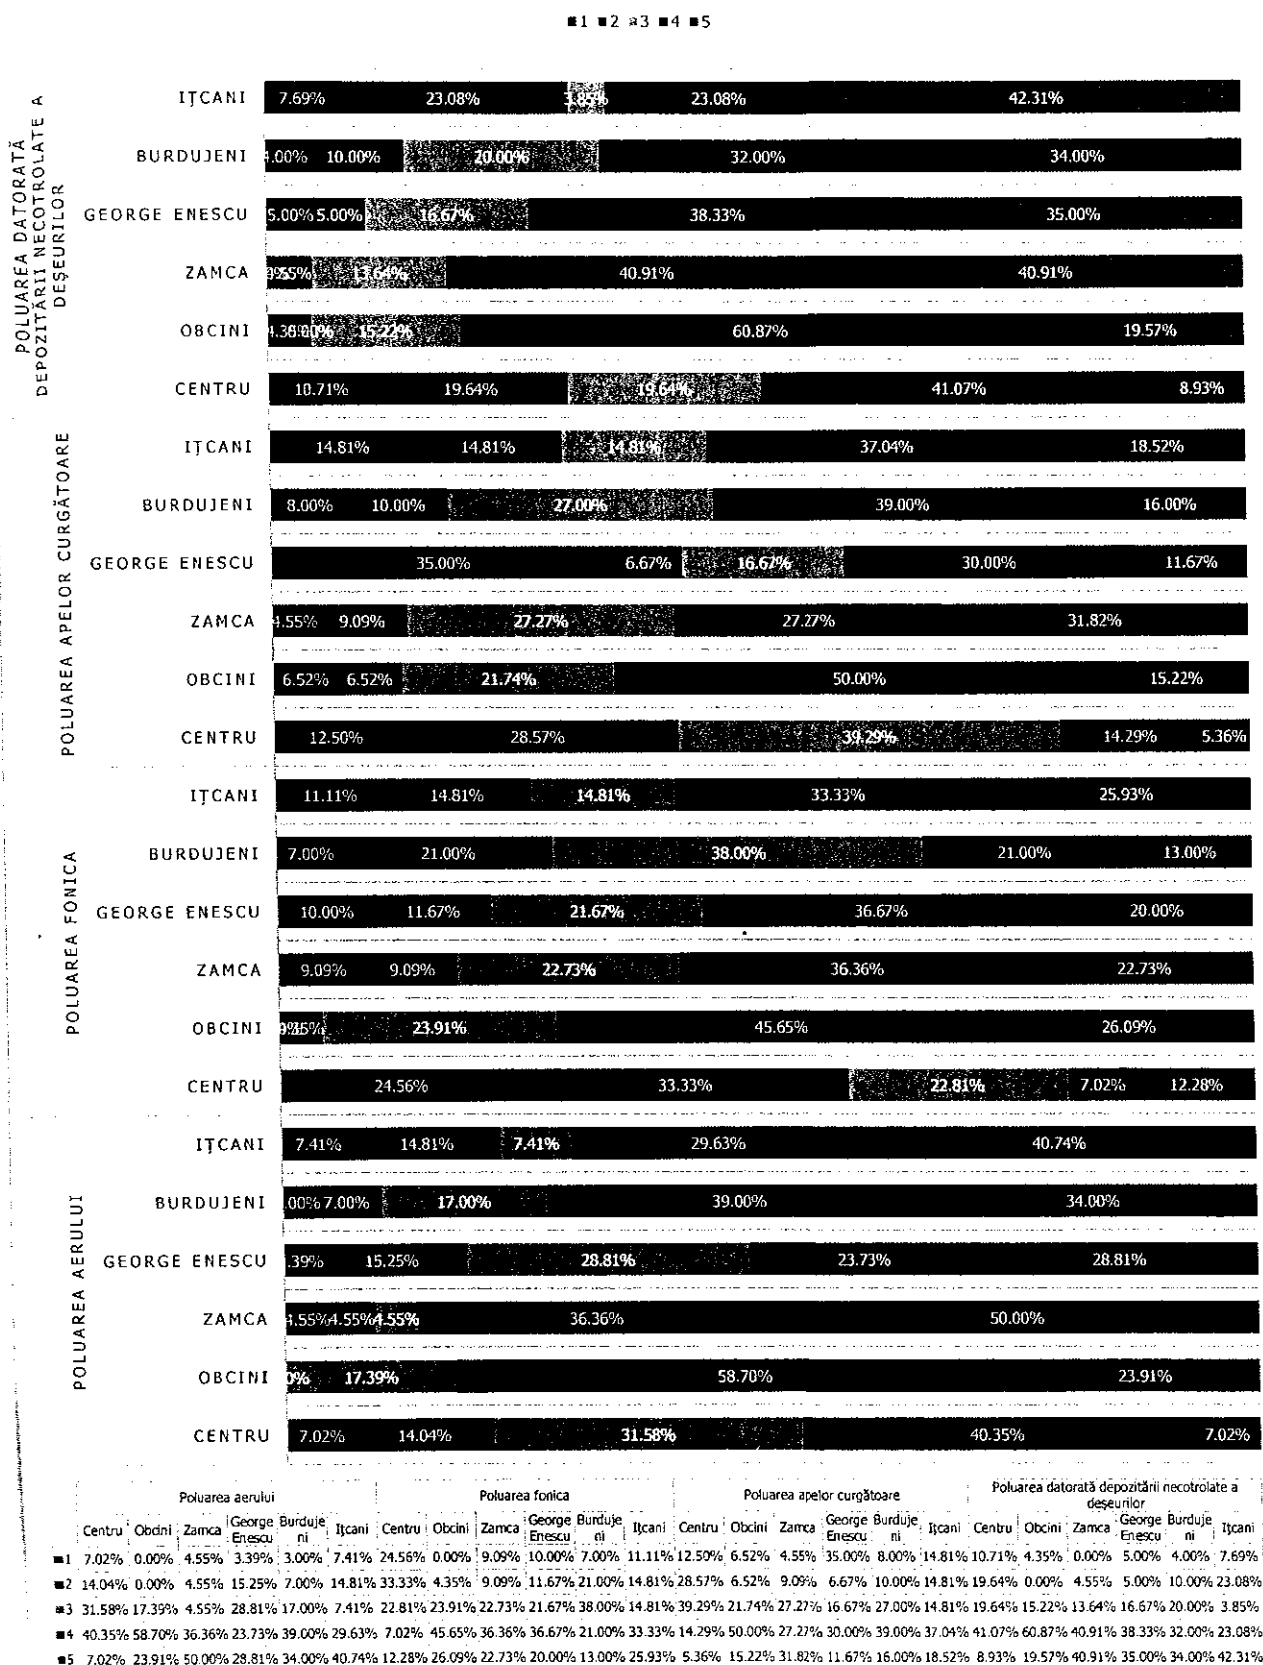 ■1 ■2 ■3 ■4 ■5
POLUAREA DATORATĂ
DEPOZITĂRII NECOTROLATE A
DEȘEURILOR
IȚCANI 7.69% 23.08% 3.85% 23.08% 42.31%
BURDUJENI 4.00% 10.00% 20.00% 32.00% 34.00%
GEORGE ENESCU 5.00% 5.00% 16.67% 38.33% 35.00%
ZAMCA 4.55% 13.64% 40.91% 40.91%
OBCINI 4.35% 0.00% 15.22% 60.87% 19.57%
CENTRU 10.71% 19.64% 19.64% 41.07% 8.93%
POLUAREA APELOR CURGĂTOARE
IȚCANI 14.81% 14.81% 14.81% 37.04% 18.52%
BURDUJENI 8.00% 10.00% 27.00% 39.00% 16.00%
GEORGE ENESCU 35.00% 6.67% 16.67% 30.00% 11.67%
ZAMCA 4.55% 9.09% 27.27% 27.27% 31.82%
OBCINI 6.52% 6.52% 21.74% 50.00% 15.22%
CENTRU 12.50% 28.57% 39.29% 14.29% 5.36%
POLUAREA FONICA
IȚCANI 11.11% 14.81% 14.81% 33.33% 25.93%
BURDUJENI 7.00% 21.00% 38.00% 21.00% 13.00%
GEORGE ENESCU 10.00% 11.67% 21.67% 36.67% 20.00%
ZAMCA 9.09% 9.09% 22.73% 36.36% 22.73%
OBCINI 4.35% 23.91% 45.65% 26.09%
CENTRU 24.56% 33.33% 22.81% 7.02% 12.28%
POLUAREA AERULUI
IȚCANI 7.41% 14.81% 7.41% 29.63% 40.74%
BURDUJENI .00% 7.00% 17.00% 39.00% 34.00%
GEORGE ENESCU .39% 15.25% 28.81% 23.73% 28.81%
ZAMCA 4.55% 4.55% 4.55% 36.36% 50.00%
OBCINI 0% 17.39% 58.70% 23.91%
CENTRU 7.02% 14.04% 31.58% 40.35% 7.02%
Poluarea aerului Poluarea fonica Poluarea apelor curgătoare Poluarea datorată depozitării necotrolate a
deșeurilor
Centru Obcini Zamca George Enescu Burdujeni Ițcani Centru Obcini Zamca George Enescu Burdujeni Ițcani Centru Obcini Zamca George Enescu Burdujeni Ițcani Centru Obcini Zamca George Enescu Burdujeni Ițcani
■1 7.02% 0.00% 4.55% 3.39% 3.00% 7.41% 24.56% 0.00% 9.09% 10.00% 7.00% 11.11% 12.50% 6.52% 4.55% 35.00% 8.00% 14.81% 10.71% 4.35% 0.00% 5.00% 4.00% 7.69%
■2 14.04% 0.00% 4.55% 15.25% 7.00% 14.81% 33.33% 4.35% 9.09% 11.67% 21.00% 14.81% 28.57% 6.52% 9.09% 6.67% 10.00% 14.81% 19.64% 0.00% 4.55% 5.00% 10.00% 23.08%
■3 31.58% 17.39% 4.55% 28.81% 17.00% 7.41% 22.81% 23.91% 22.73% 21.67% 38.00% 14.81% 39.29% 21.74% 27.27% 16.67% 27.00% 14.81% 19.64% 15.22% 13.64% 16.67% 20.00% 3.85%
■4 40.35% 58.70% 36.36% 23.73% 39.00% 29.63% 7.02% 45.65% 36.36% 36.67% 21.00% 33.33% 14.29% 50.00% 27.27% 30.00% 39.00% 37.04% 41.07% 60.87% 40.91% 38.33% 32.00% 23.08%
■5 7.02% 23.91% 50.00% 28.81% 34.00% 40.74% 12.28% 26.09% 22.73% 20.00% 13.00% 25.93% 5.36% 15.22% 31.82% 11.67% 16.00% 18.52% 8.93% 19.57% 40.91% 35.00% 34.00% 42.31%